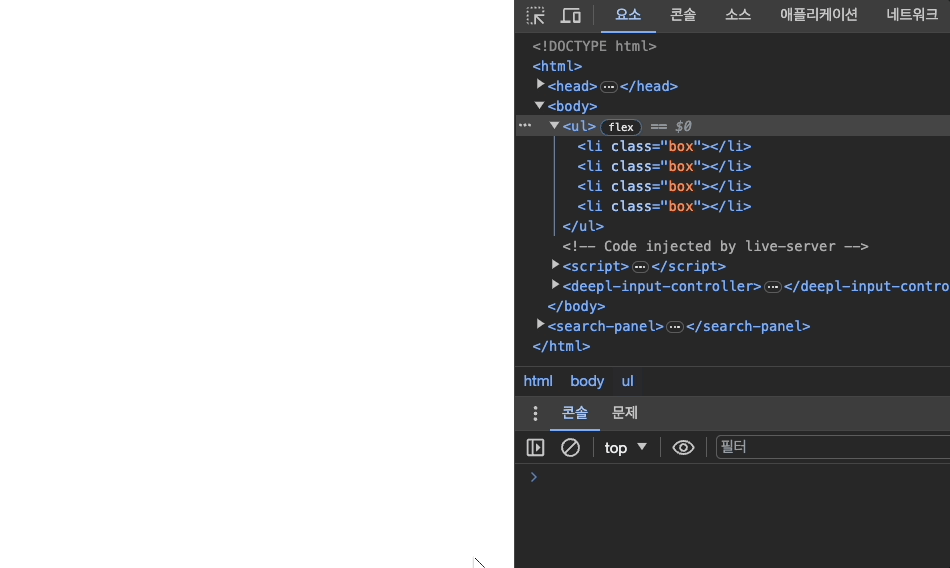 요소 콘솔 소스 애플리케이션 네트워크
<!DOCTYPE html>
<html>
<head>⋯</head>
<body>
<ul> flex == $0
<li class="box"></li>
<li class="box"></li>
<li class="box"></li>
<li class="box"></li>
</ul>
<!-- Code injected by live-server -->
<script>⋯</script>
<deepl-input-controller>⋯</deepl-input-contro
</body>
<search-panel>⋯</search-panel>
</html>
html body ul
콘솔 문제
top 필터